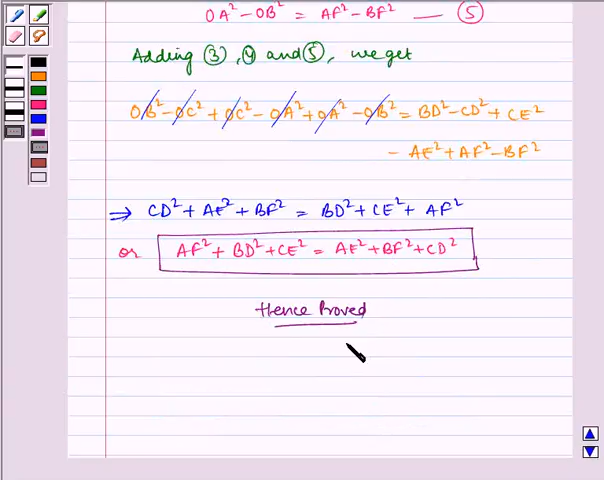 OA² - OB² = AF² - BF² — ⑤
Adding ③, ④ and ⑤, we get
OB² - OC² + OC² - OA² + OA² - OB² = BD² - CD² + CE²
- AE² + AF² - BF²
⇒ CD² + AE² + BF² = BD² + CE² + AF²
or AF² + BD² + CE² = AE² + BF² + CD²
Hence Proved